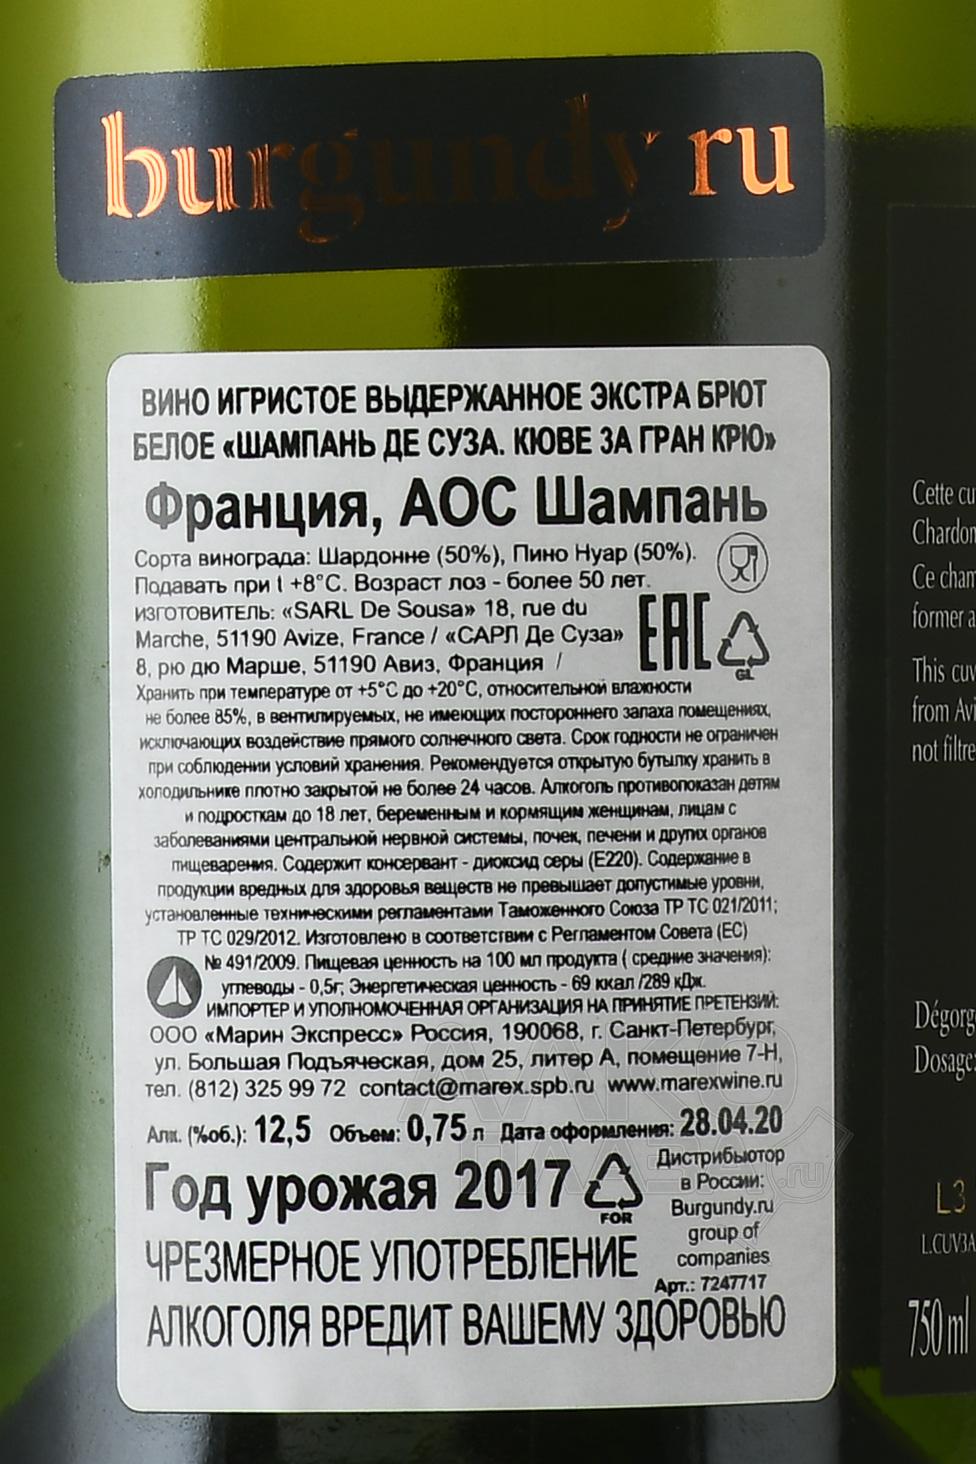 burgundy ru
ВИНО ИГРИСТОЕ ВЫДЕРЖАННОЕ ЭКСТРА БРЮТ
БЕЛОЕ «ШАМПАНЬ ДЕ СУЗА. КЮВЕ 3А ГРАН КРЮ»
Франция, АОС Шампань
Сорта винограда: Шардонне (50%), Пино Нуар (50%).
Подавать при t +8°С. Возраст лоз - более 50 лет.
ИЗГОТОВИТЕЛЬ: «SARL De Sousa» 18, rue du
Marche, 51190 Avize, France / «САРЛ Де Суза»
8, рю дю Марше, 51190 Авиз, Франция /
EAC
GL
Хранить при температуре от +5°С до +20°С, относительной влажности
не более 85%, в вентилируемых, не имеющих постороннего запаха помещениях,
исключающих воздействие прямого солнечного света. Срок годности не ограничен
при соблюдении условий хранения. Рекомендуется открытую бутылку хранить в
холодильнике плотно закрытой не более 24 часов. Алкоголь противопоказан детям
и подросткам до 18 лет, беременным и кормящим женщинам, лицам с
заболеваниями центральной нервной системы, почек, печени и других органов
пищеварения. Содержит консервант - диоксид серы (Е220). Содержание в
продукции вредных для здоровья веществ не превышает допустимые уровни,
установленные техническими регламентами Таможенного Союза ТР ТС 021/2011;
ТР ТС 029/2012. Изготовлено в соответствии с Регламентом Совета (ЕС)
№ 491/2009. Пищевая ценность на 100 мл продукта ( средние значения):
углеводы - 0,5г; Энергетическая ценность - 69 ккал /289 кДж.
ИМПОРТЕР И УПОЛНОМОЧЕННАЯ ОРГАНИЗАЦИЯ НА ПРИНЯТИЕ ПРЕТЕНЗИЙ:
ООО «Марин Экспресс» Россия, 190068, г. Санкт-Петербург,
ул. Большая Подъяческая, дом 25, литер А, помещение 7-Н,
тел. (812) 325 99 72 contact@marex.spb.ru www.marexwine.ru
Алк. (%об.): 12,5 Объем: 0,75 л Дата оформления: 28.04.20
Год урожая 2017
FOR
Дистрибьютор
в России:
Burgundy.ru
group of
companies
Арт.: 7247717
ЧРЕЗМЕРНОЕ УПОТРЕБЛЕНИЕ
АЛКОГОЛЯ ВРЕДИТ ВАШЕМУ ЗДОРОВЬЮ
Cette
Ce
former
This
from
not
L3
750 ml